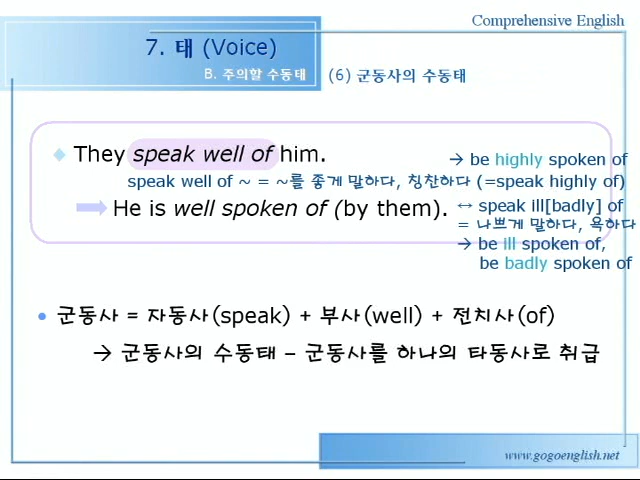 Comprehensive English
7. 태 (Voice)
B. 주의할 수동태
(6) 군동사의 수동태
They speak well of him.
→ be highly spoken of
speak well of ~ = ~를 좋게 말하다, 칭찬하다 (=speak highly of)
He is well spoken of (by them).
↔ speak ill[badly] of
= 나쁘게 말하다, 욕하다
→ be ill spoken of,
be badly spoken of
• 군동사 = 자동사(speak) + 부사(well) + 전치사(of)
→ 군동사의 수동태 – 군동사를 하나의 타동사로 취급
www.gogoenglish.net